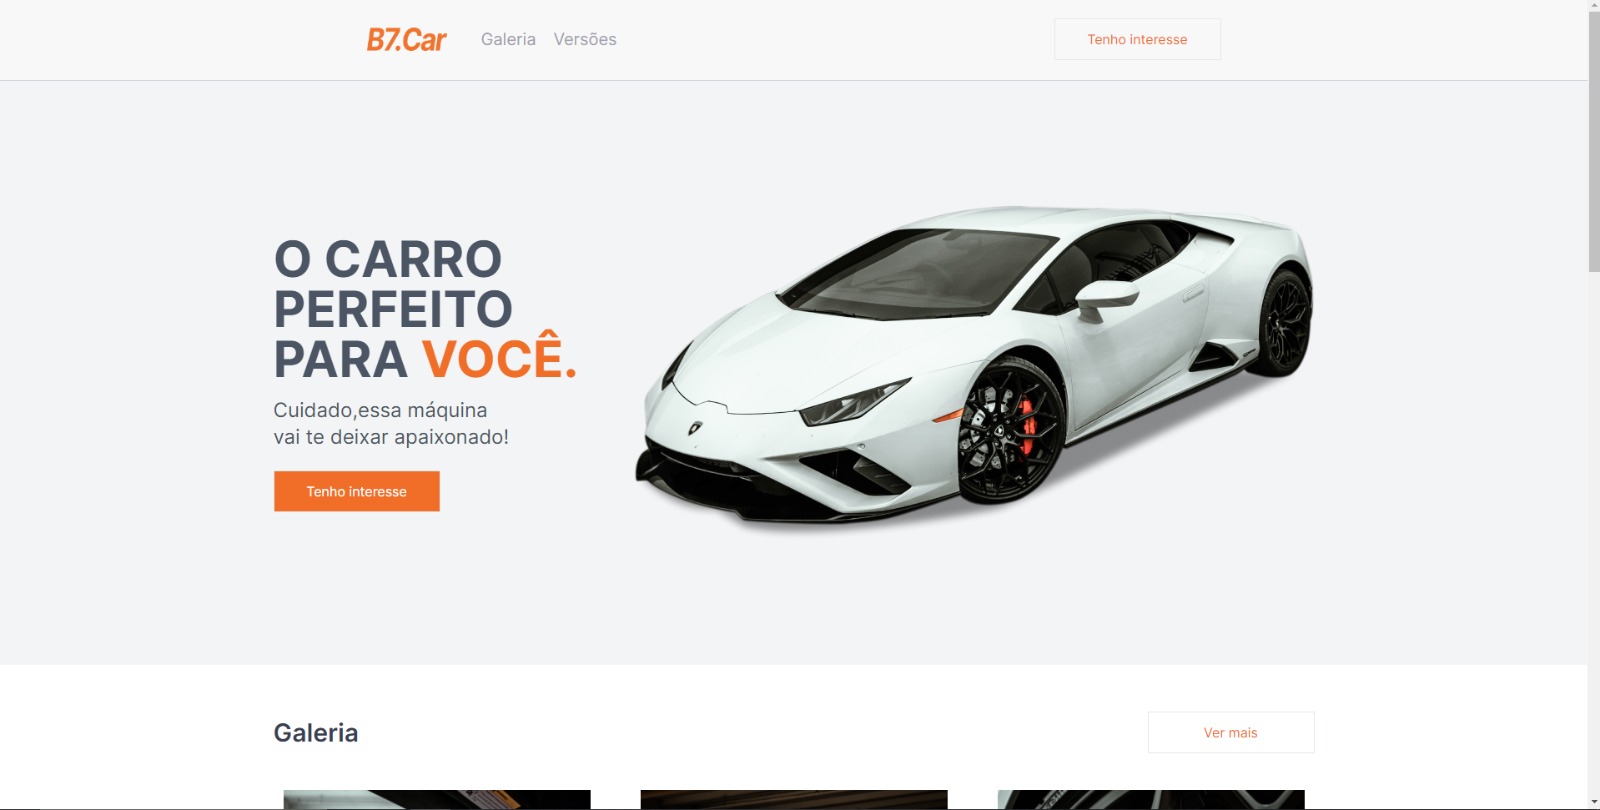 B7.Car
Galeria
Versões
Tenho interesse
O CARRO
PERFEITO
PARA VOCÊ.
Cuidado,essa máquina
vai te deixar apaixonado!
Tenho interesse
Galeria
Ver mais